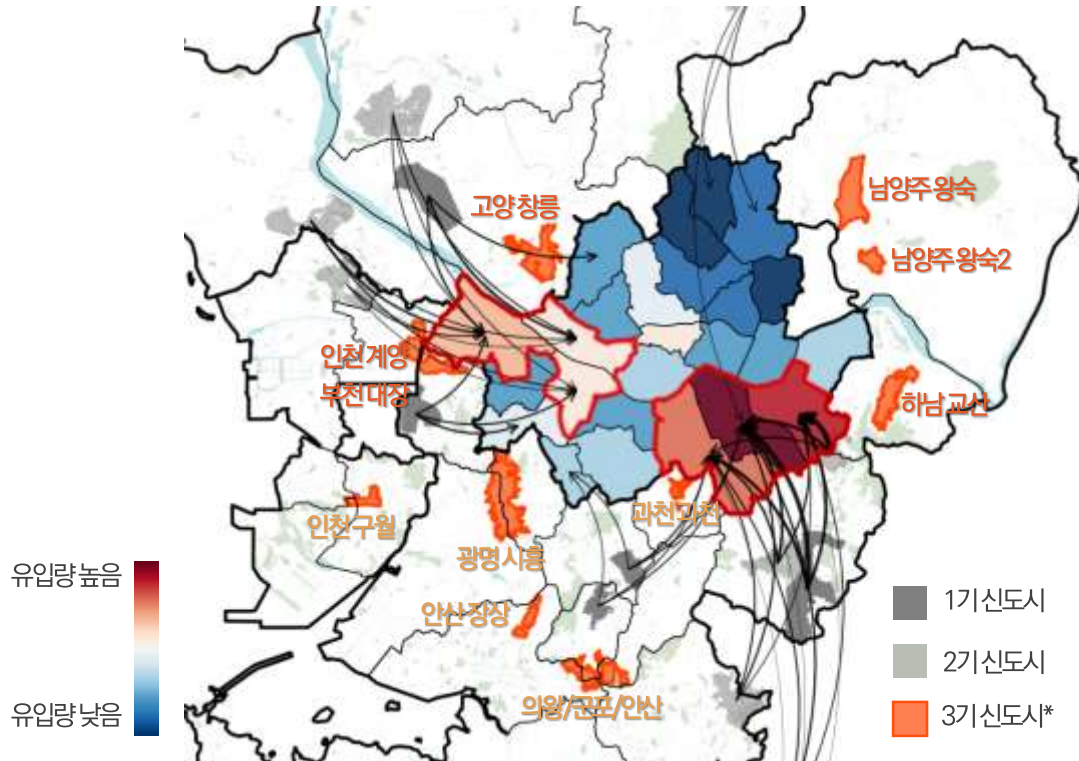 남양주 왕숙
고양 창릉
남양주 왕숙2
인천 계양
부천 대장
하남 교산
과천 과천
인천 구월
광명 시흥
안산 장상
의왕/군포/안산
유입량 높음
유입량 낮음
1기 신도시
2기 신도시
3기 신도시*